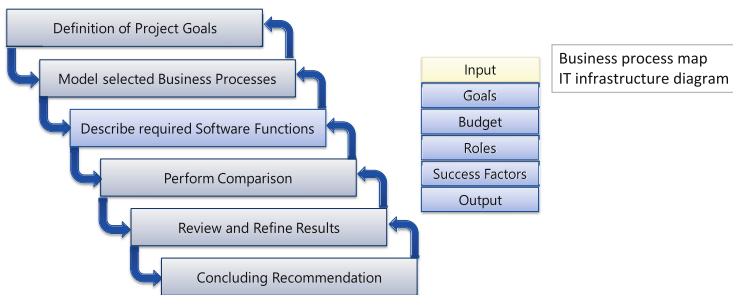 Definition of Project Goals
Model selected Business Processes
Describe required Software Functions
Perform Comparison
Review and Refine Results
Concluding Recommendation
Input
Goals
Budget
Roles
Success Factors
Output
Business process map
IT infrastructure diagram